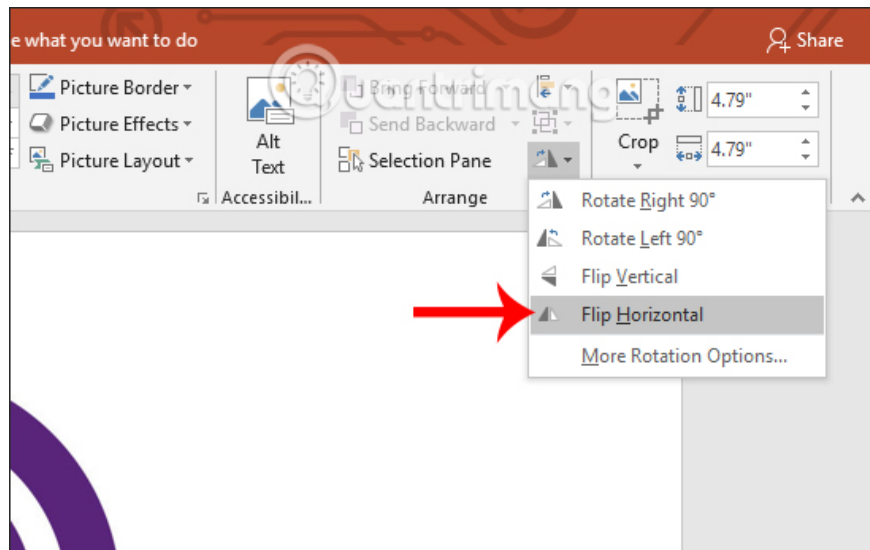 e what you want to do
Share
Picture Border
Picture Effects
Picture Layout
Alt
Text
Accessibil...
Bring Forward
Send Backward
Selection Pane
Arrange
Crop
4.79"
4.79"
Quantrimang
Rotate Right 90°
Rotate Left 90°
Flip Vertical
Flip Horizontal
More Rotation Options...